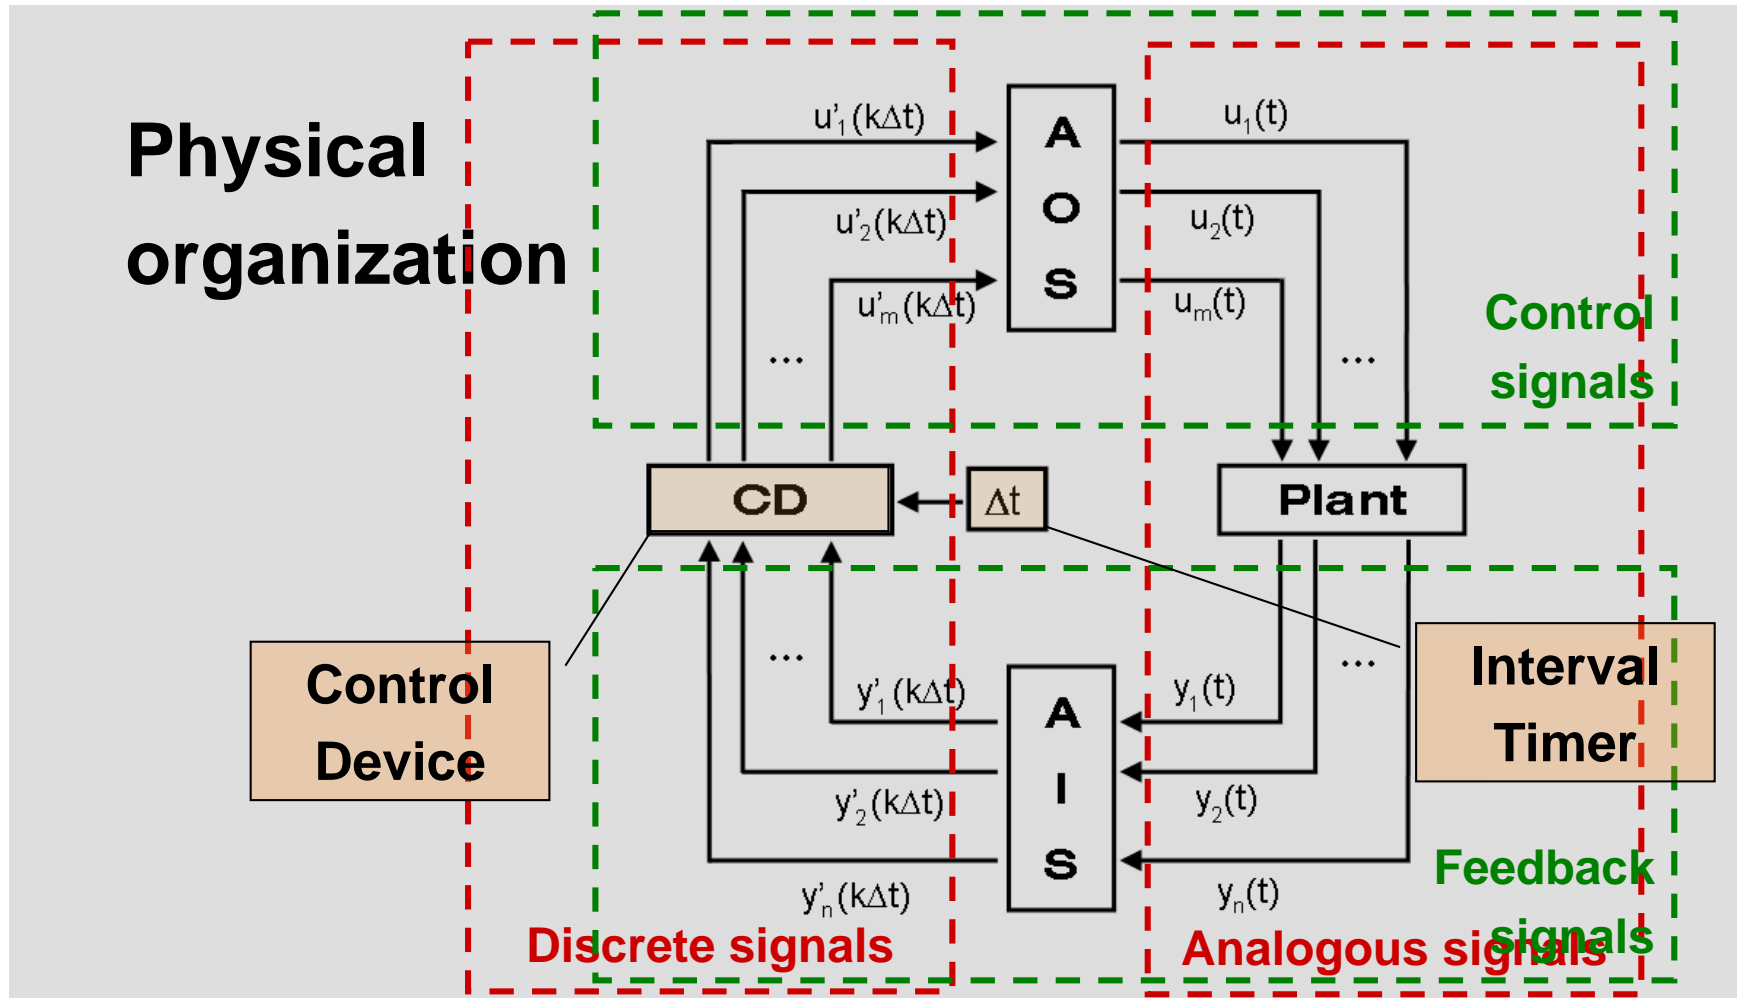 Physical
organization
u'1(kΔt)
u'2(kΔt)
u'm(kΔt)
...
A
O
S
u1(t)
u2(t)
um(t)
...
Control
signals
CD
Δt
Plant
Control
Device
Interval
Timer
...
y'1(kΔt)
y'2(kΔt)
y'n(kΔt)
A
I
S
y1(t)
y2(t)
yn(t)
...
Feedback
signals
Discrete signals
Analogous signals